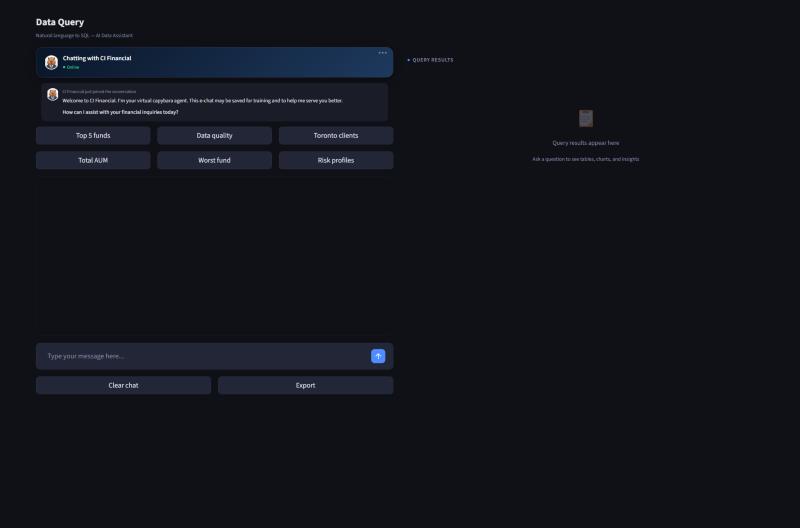 Data Query
Natural language to SQL — AI Data Assistant
Chatting with CI Financial
Online
CI Financial just joined the conversation
Welcome to CI Financial. I'm your virtual capybara agent. This e-chat may be saved for training and to help me serve you better.
How can I assist with your financial inquiries today?
Top 5 funds
Data quality
Toronto clients
Total AUM
Worst fund
Risk profiles
Type your message here...
Clear chat
Export
QUERY RESULTS
Query results appear here
Ask a question to see tables, charts, and insights